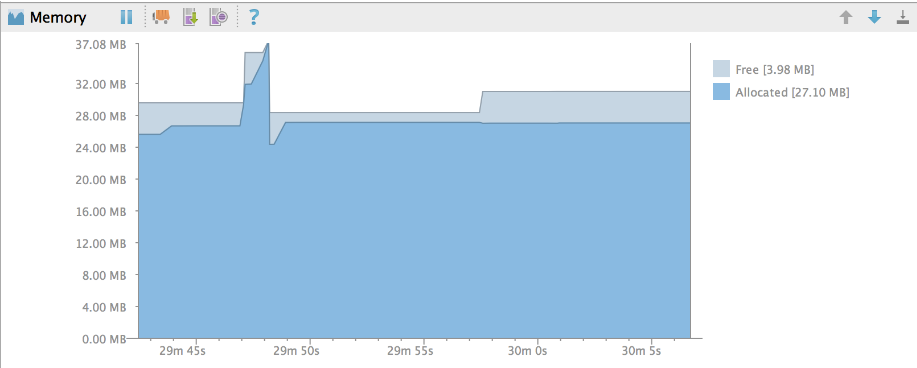 Memory
?
37.08 MB
32.00 MB
28.00 MB
24.00 MB
20.00 MB
16.00 MB
12.00 MB
8.00 MB
4.00 MB
0.00 MB
29m 45s
29m 50s
29m 55s
30m 0s
30m 5s
Free [3.98 MB]
Allocated [27.10 MB]